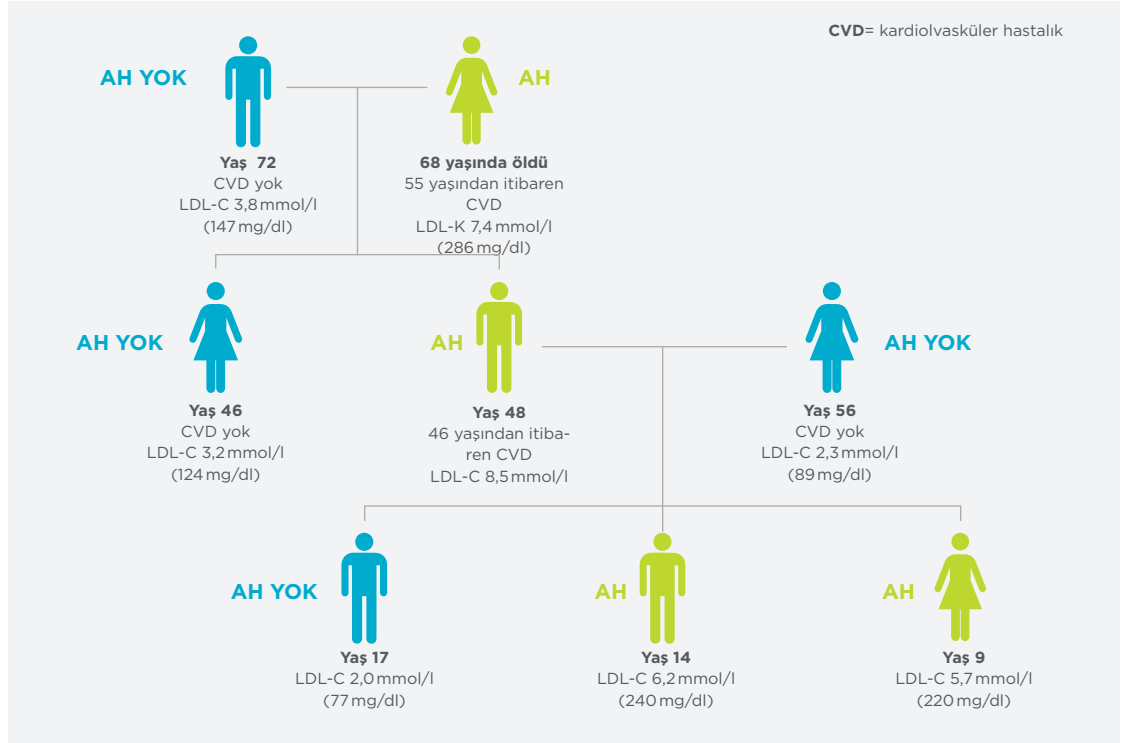 CVD= kardiolvasküler hastalık
AH YOK
AH
Yaş 72
CVD yok
LDL-C 3,8 mmol/l
(147 mg/dl)
68 yaşında öldü
55 yaşından itibaren
CVD
LDL-K 7,4 mmol/l
(286 mg/dl)
AH YOK
AH
AH YOK
Yaş 46
CVD yok
LDL-C 3,2 mmol/l
(124 mg/dl)
Yaş 48
46 yaşından itiba-
ren CVD
LDL-C 8,5 mmol/l
Yaş 56
CVD yok
LDL-C 2,3 mmol/l
(89 mg/dl)
AH YOK
AH
AH
Yaş 17
LDL-C 2,0 mmol/l
(77 mg/dl)
Yaş 14
LDL-C 6,2 mmol/l
(240 mg/dl)
Yaş 9
LDL-C 5,7 mmol/l
(220 mg/dl)